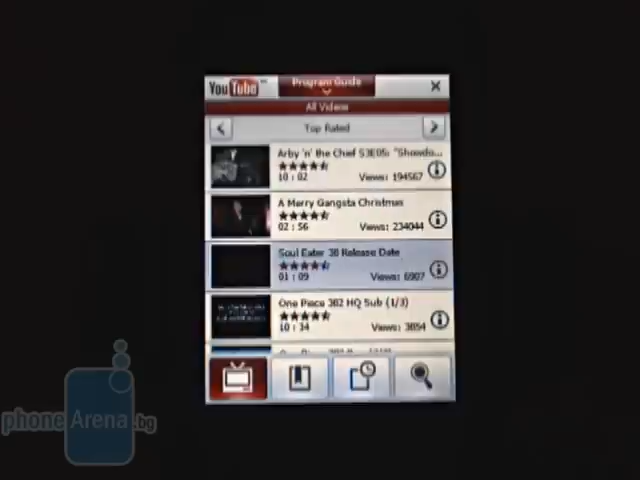 YouTube
Program Guide
All Videos
Top Rated
Arby 'n' the Chief S3E05: "Showdo...
10 : 02 Views: 194567
A Merry Gangsta Christmas
02 : 56 Views: 234044
Soul Eater 38 Release Date
01 : 09 Views: 6907
One Piece 382 HQ Sub (1/3)
10 : 34 Views: 3854
phoneArena.bg